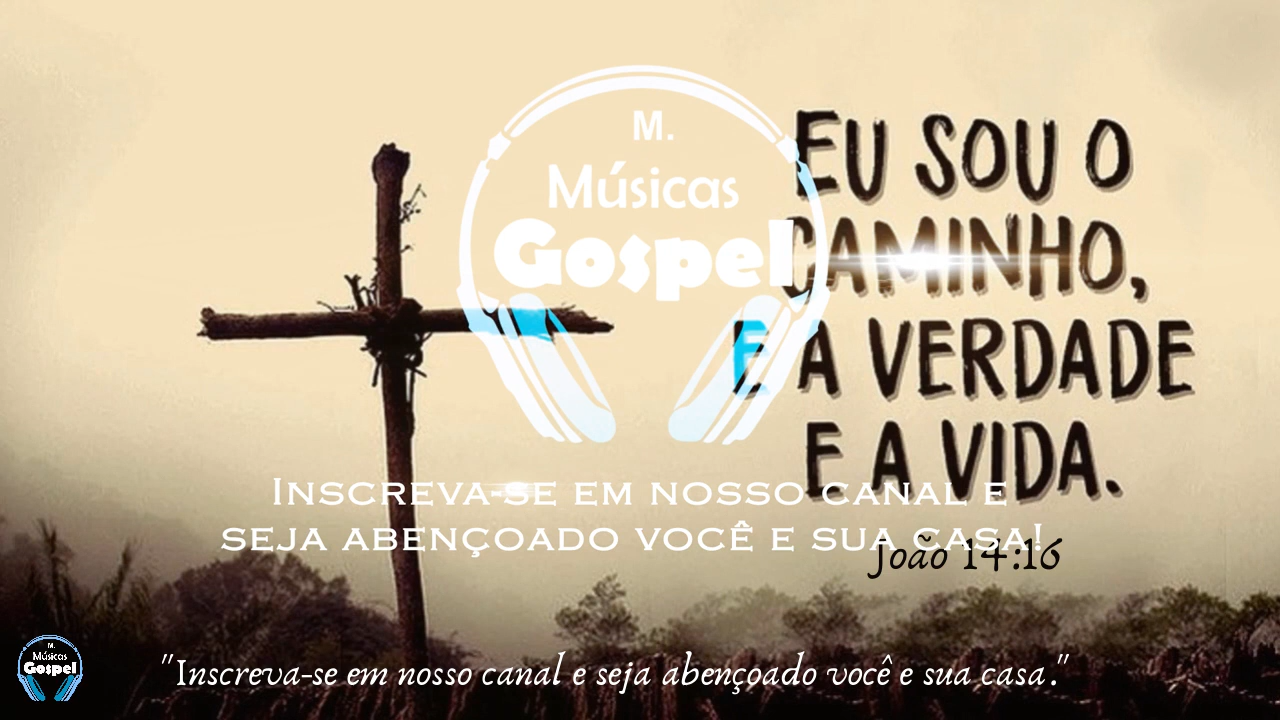 M.
Músicas
Gospel
EU SOU O
CAMINHO,
E A VERDADE
E A VIDA.
Inscreva-se em nosso canal e
seja abençoado você e sua casa!
João 14:16
M.
Músicas
Gospel
"Inscreva-se em nosso canal e seja abençoado você e sua casa."